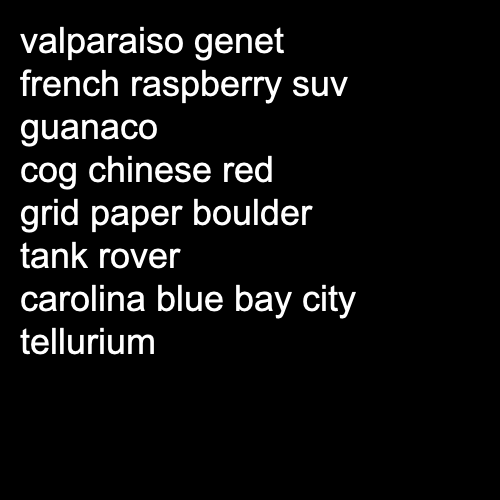 valparaiso genet
french raspberry suv
guanaco
cog chinese red
grid paper boulder
tank rover
carolina blue bay city
tellurium